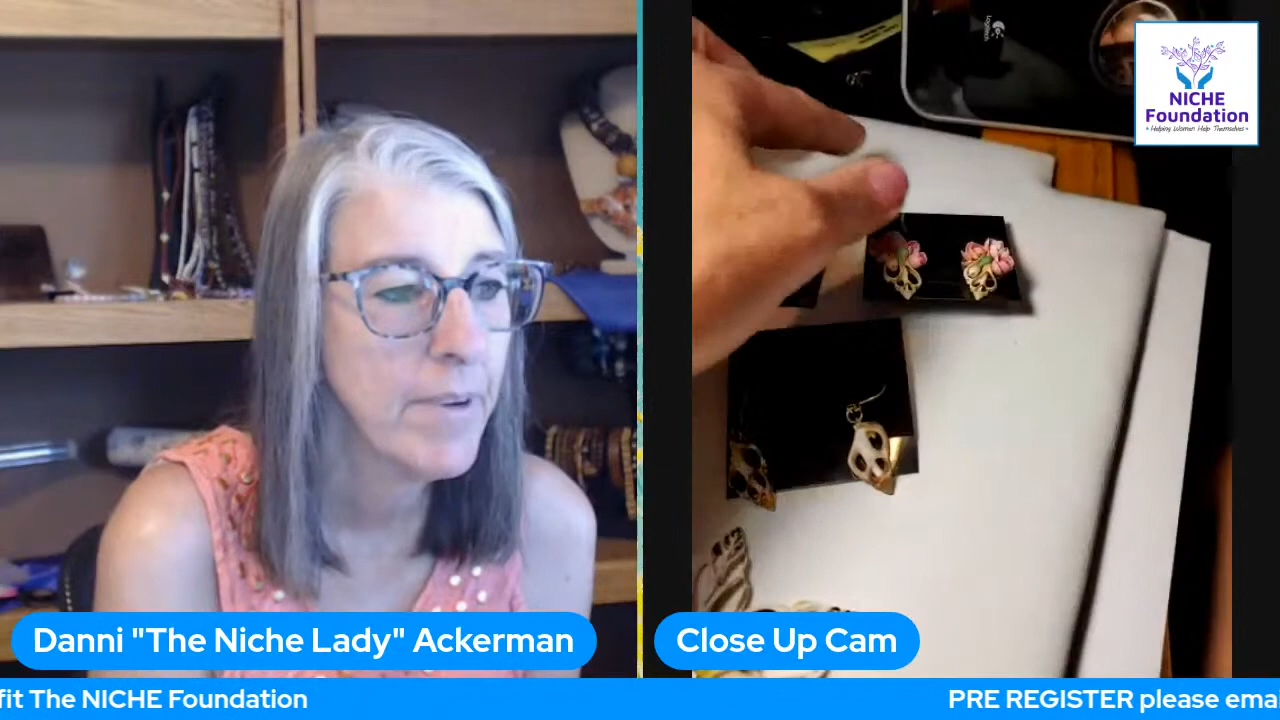 Logitech
NICHE
Foundation
* Helping Women Help Themselves *
Danni "The Niche Lady" Ackerman
Close Up Cam
fit The NICHE Foundation
PRE REGISTER please emai